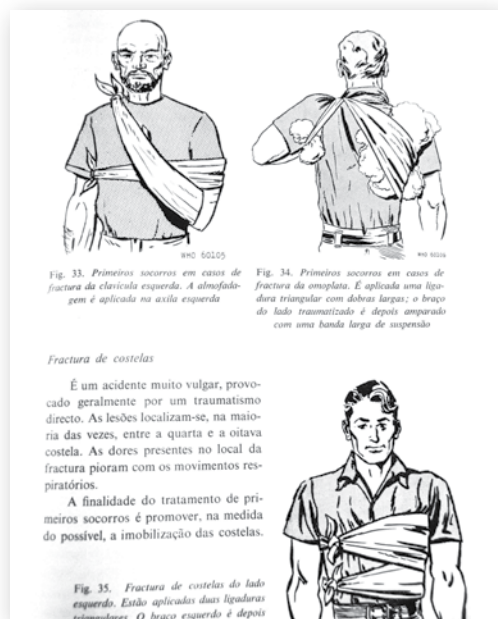 WHO 60205
Fig. 33. Primeiros socorros em casos de
fractura da clavícula esquerda. A almofada-
gem é aplicada na axila esquerda
Fig. 34. Primeiros socorros em casos de
fractura da omoplata. É aplicada uma liga-
dura triangular com dobras largas; o braço
do lado traumatizado é depois amparado
com uma banda larga de suspensão
Fractura de costelas
É um acidente muito vulgar, provo-
cado geralmente por um traumatismo
directo. As lesões localizam-se, na maio-
ria das vezes, entre a quarta e a oitava
costela. As dores presentes no local da
fractura pioram com os movimentos res-
piratórios.
A finalidade do tratamento de pri-
meiros socorros é promover, na medida
do possível, a imobilização das costelas.
Fig. 35. Fractura de costelas do lado
esquerdo. Estão aplicadas duas ligaduras
triangulares. O braço esquerdo é depois